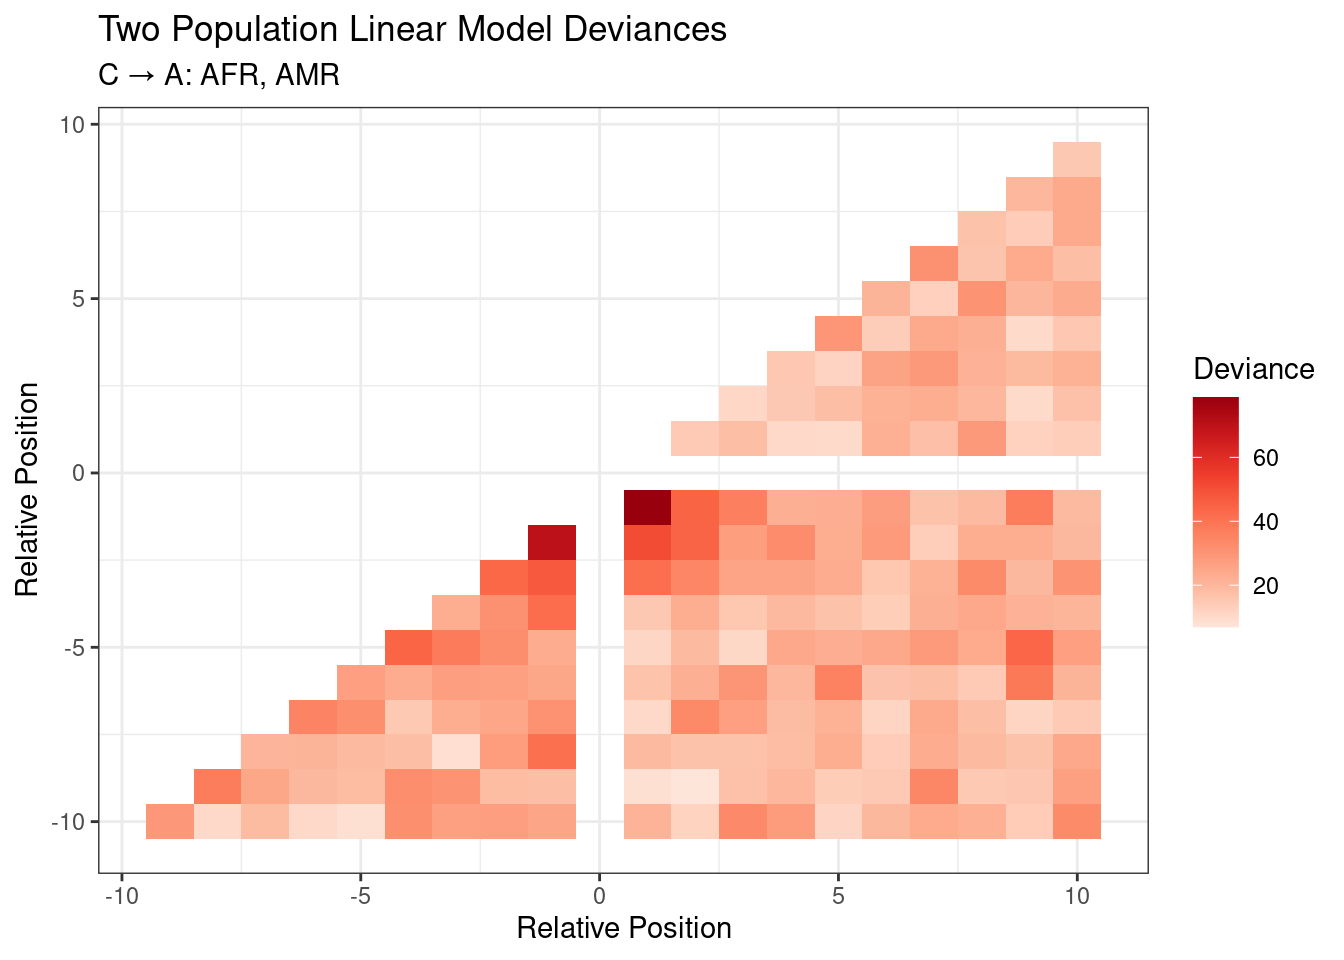 Two Population Linear Model Deviances
C → A: AFR, AMR
10
5
0
-5
-10
Relative Position
-10
-5
0
5
10
Relative Position
Deviance
60
40
20